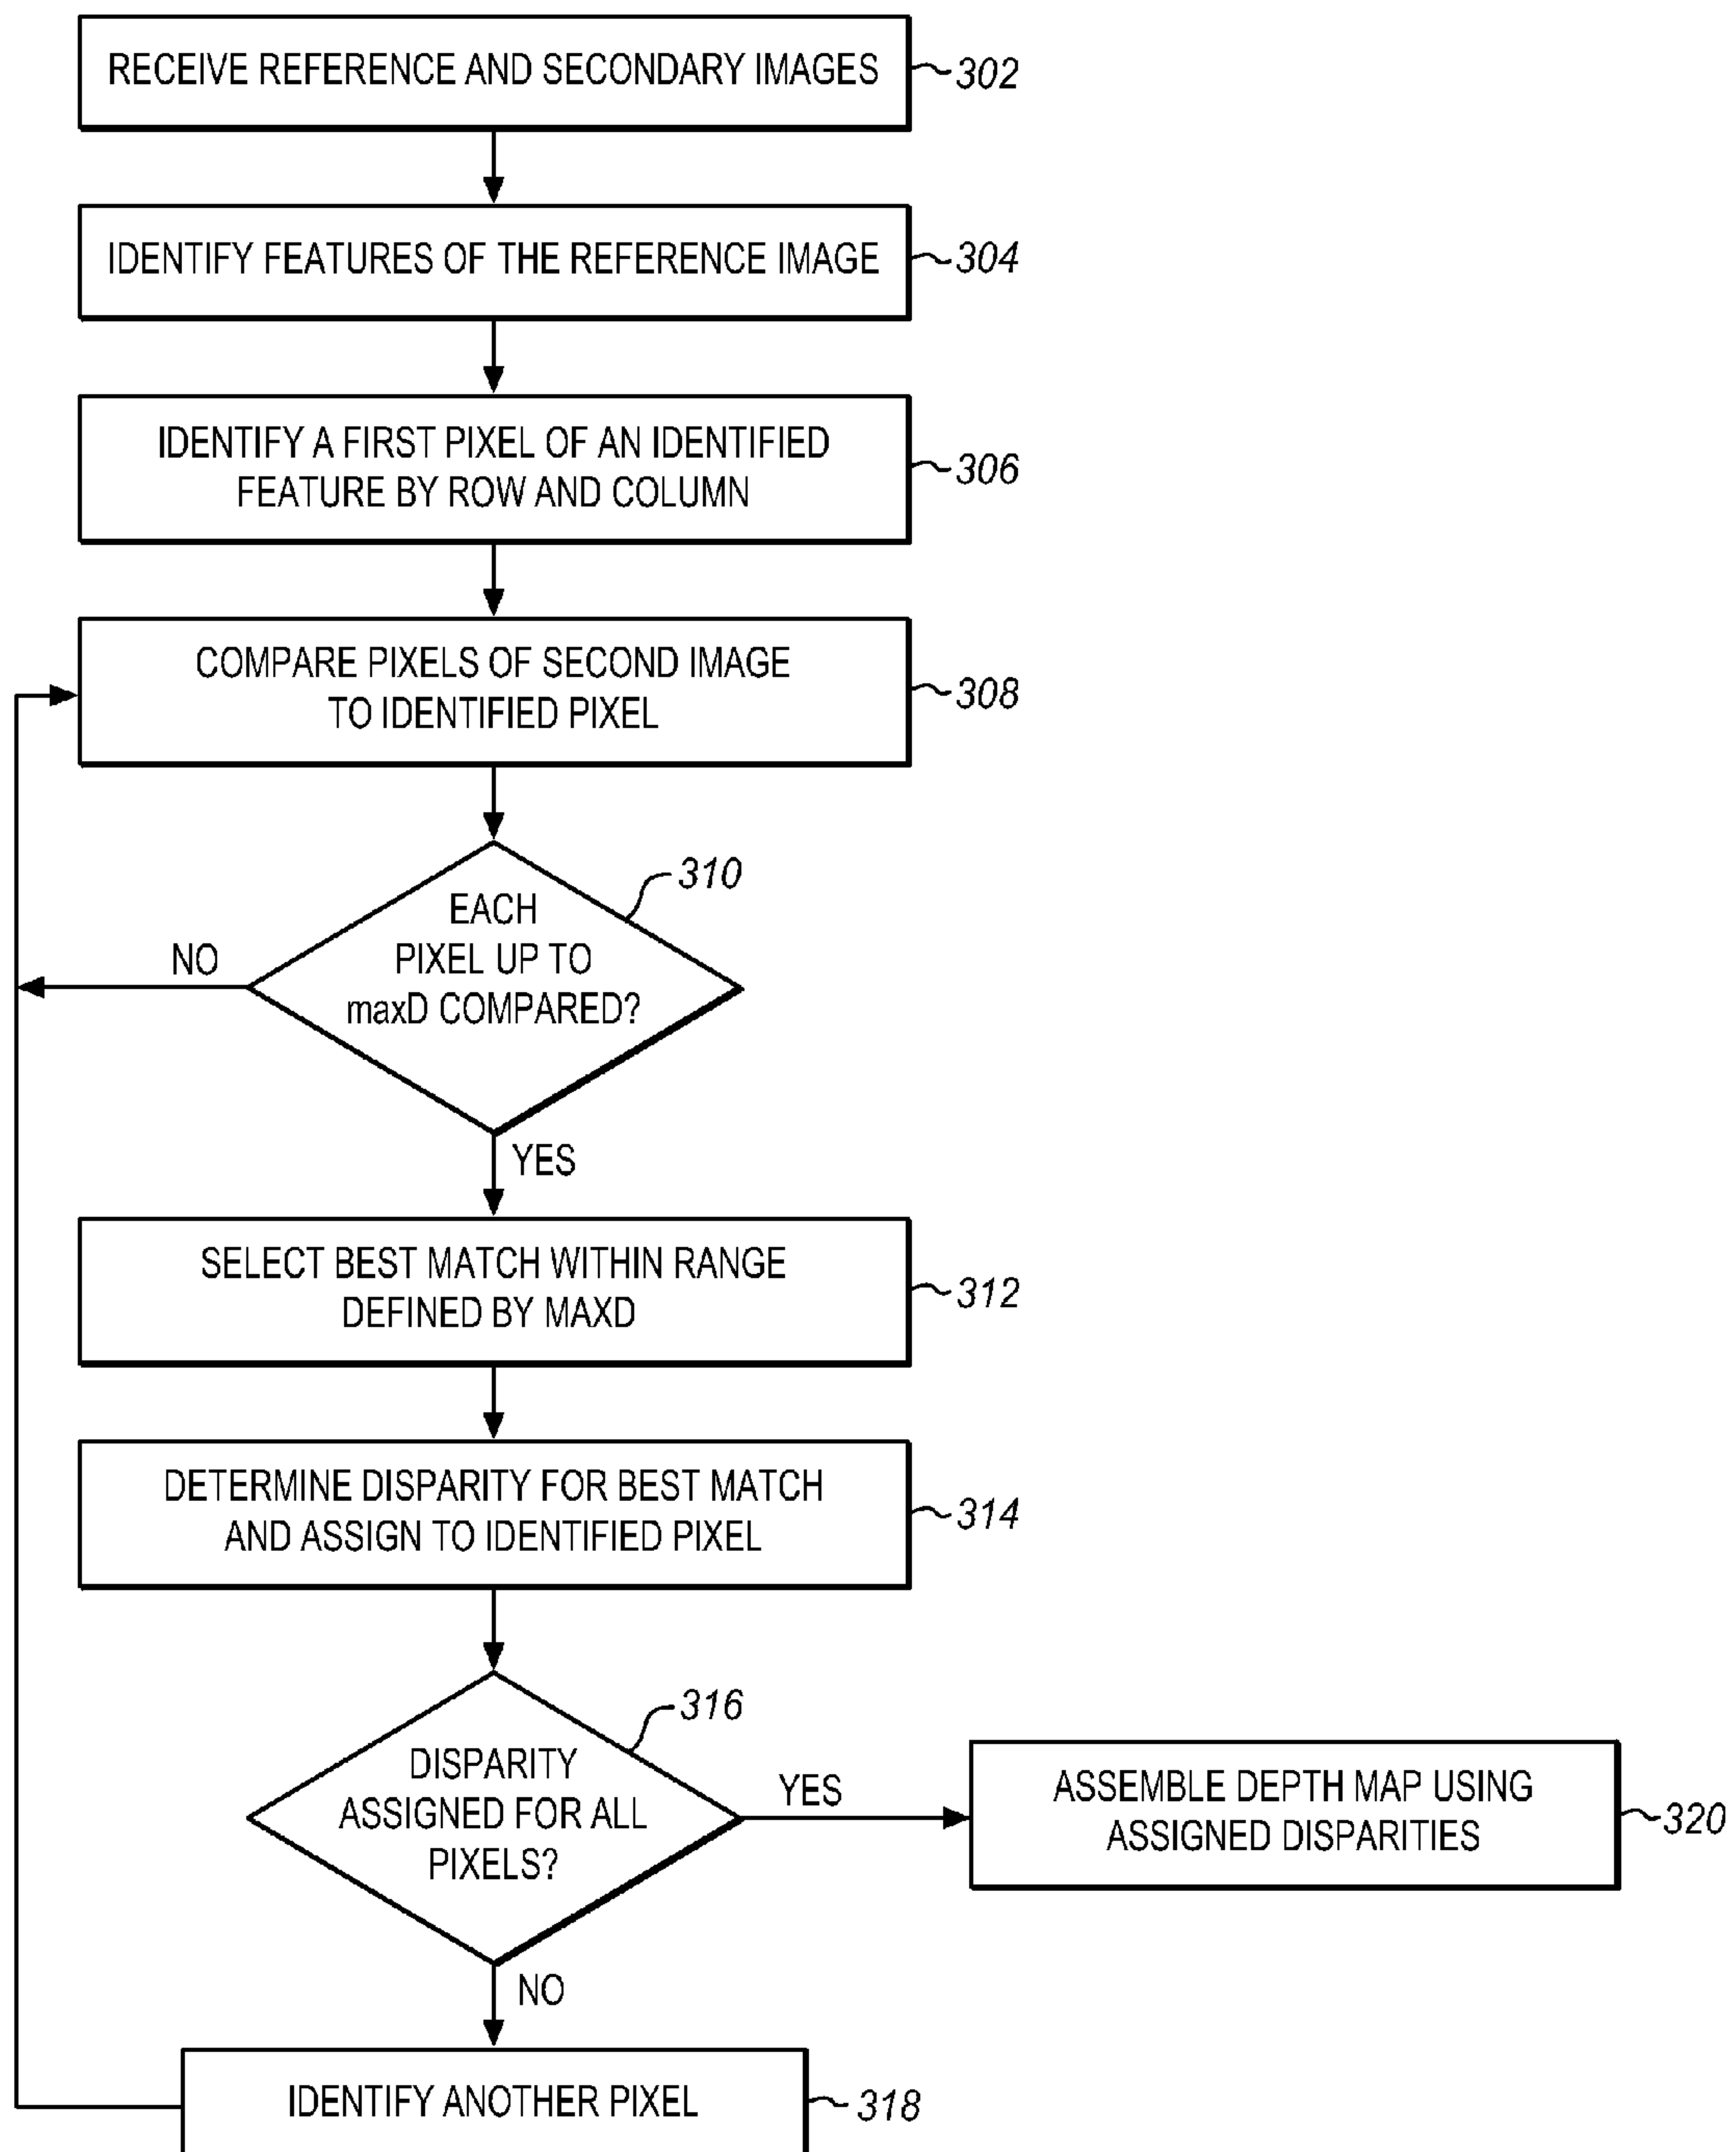 RECEIVE REFERENCE AND SECONDARY IMAGES
302
IDENTIFY FEATURES OF THE REFERENCE IMAGE
304
IDENTIFY A FIRST PIXEL OF AN IDENTIFIED
FEATURE BY ROW AND COLUMN
306
COMPARE PIXELS OF SECOND IMAGE
TO IDENTIFIED PIXEL
308
310
EACH
PIXEL UP TO
maxD COMPARED?
NO
YES
SELECT BEST MATCH WITHIN RANGE
DEFINED BY MAXD
312
DETERMINE DISPARITY FOR BEST MATCH
AND ASSIGN TO IDENTIFIED PIXEL
314
316
DISPARITY
ASSIGNED FOR ALL
PIXELS?
YES
ASSEMBLE DEPTH MAP USING
ASSIGNED DISPARITIES
320
NO
IDENTIFY ANOTHER PIXEL
318